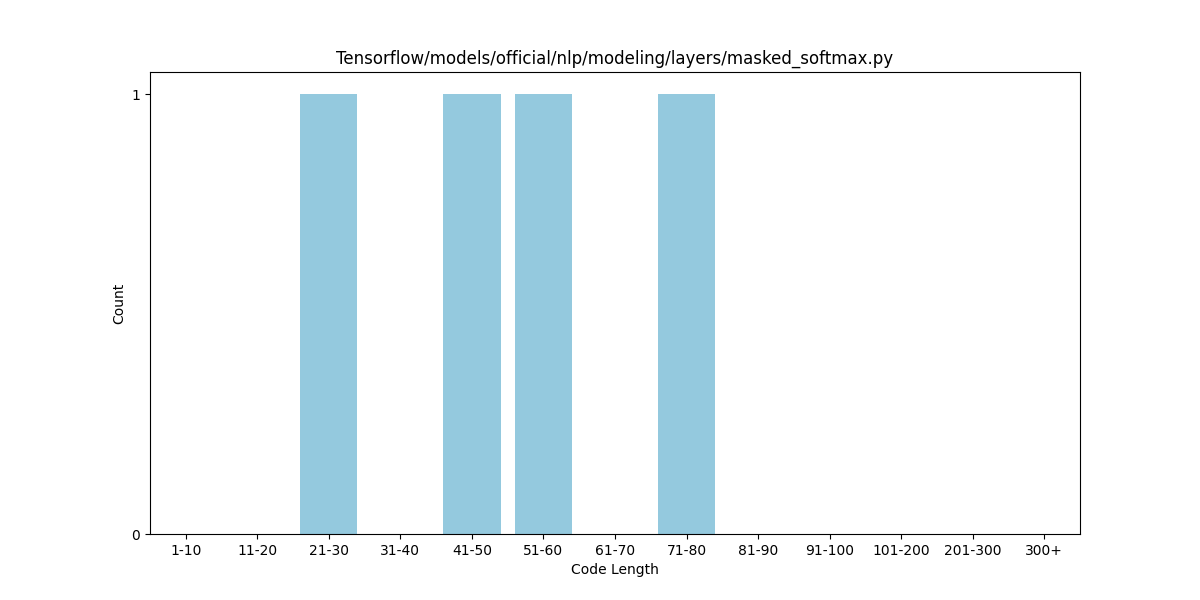 Tensorflow/models/official/nlp/modeling/layers/masked_softmax.py
1
Count
0
1-10 11-20 21-30 31-40 41-50 51-60 61-70 71-80 81-90 91-100 101-200 201-300 300+
Code Length